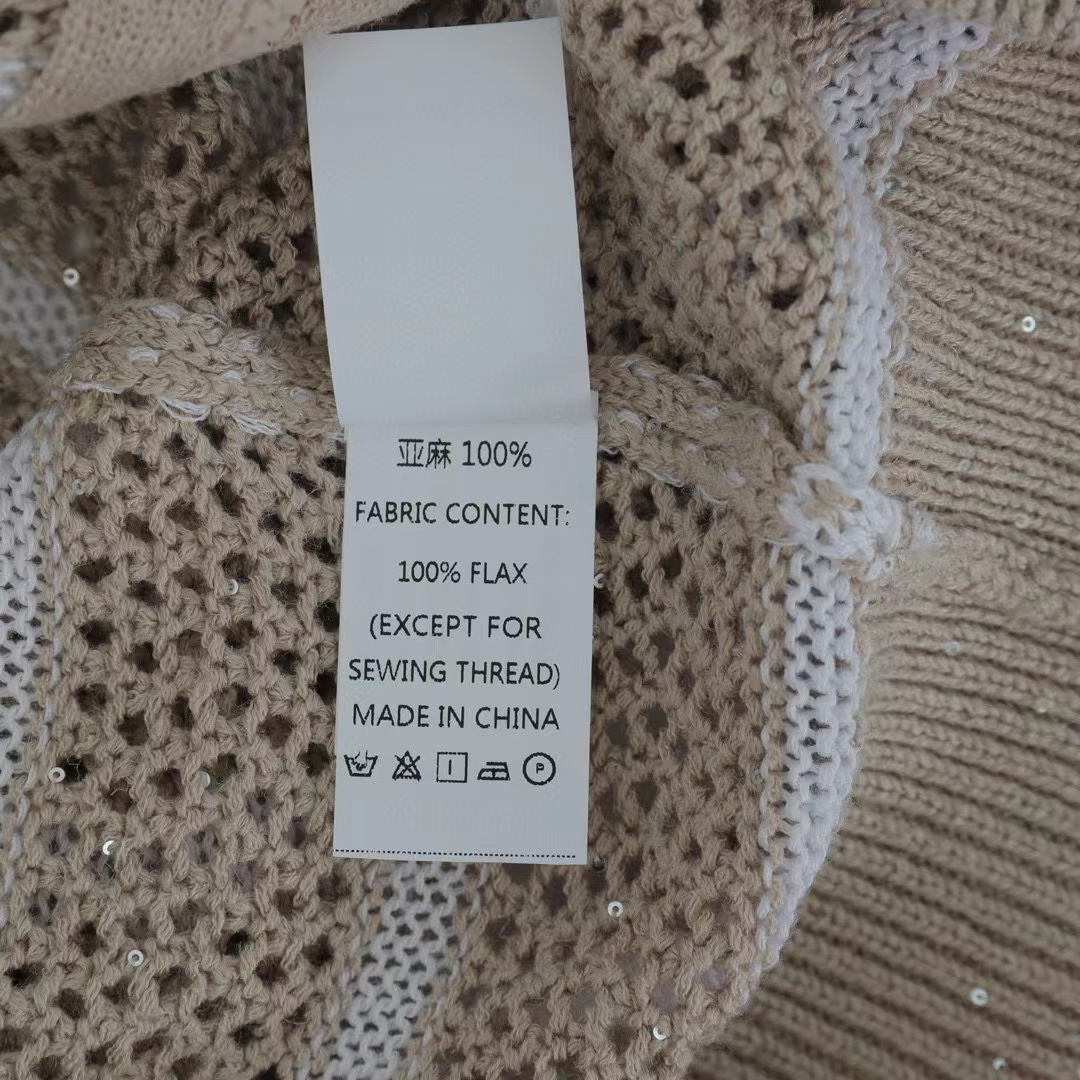 亚麻 100%
FABRIC CONTENT:
100% FLAX
(EXCEPT FOR
SEWING THREAD)
MADE IN CHINA
P